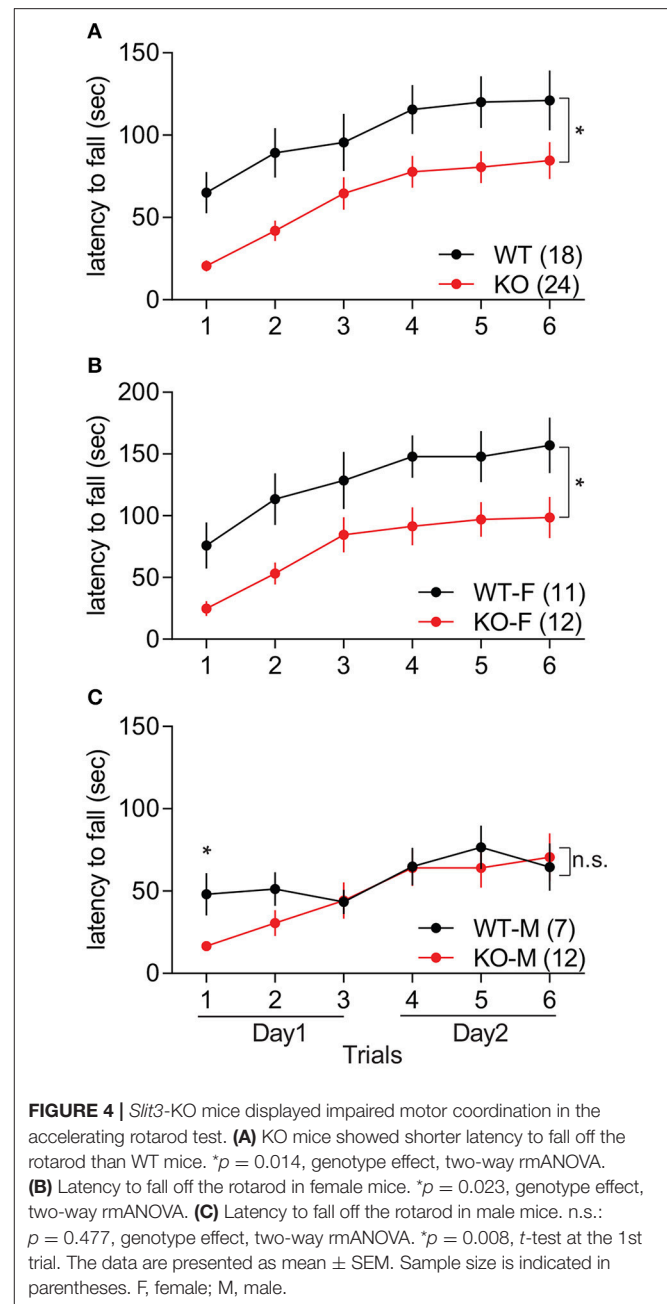 A
150
100
50
0
latency to fall (sec)
*
WT (18)
KO (24)
1 2 3 4 5 6
B
200
150
100
50
0
latency to fall (sec)
*
WT-F (11)
KO-F (12)
1 2 3 4 5 6
C
150
100
50
0
latency to fall (sec)
*
n.s.
WT-M (7)
KO-M (12)
1 2 3 4 5 6
Day1 Day2
Trials
FIGURE 4 | Slit3-KO mice displayed impaired motor coordination in the
accelerating rotarod test. (A) KO mice showed shorter latency to fall off the
rotarod than WT mice. *p = 0.014, genotype effect, two-way rmANOVA.
(B) Latency to fall off the rotarod in female mice. *p = 0.023, genotype effect,
two-way rmANOVA. (C) Latency to fall off the rotarod in male mice. n.s.:
p = 0.477, genotype effect, two-way rmANOVA. *p = 0.008, t-test at the 1st
trial. The data are presented as mean ± SEM. Sample size is indicated in
parentheses. F, female; M, male.